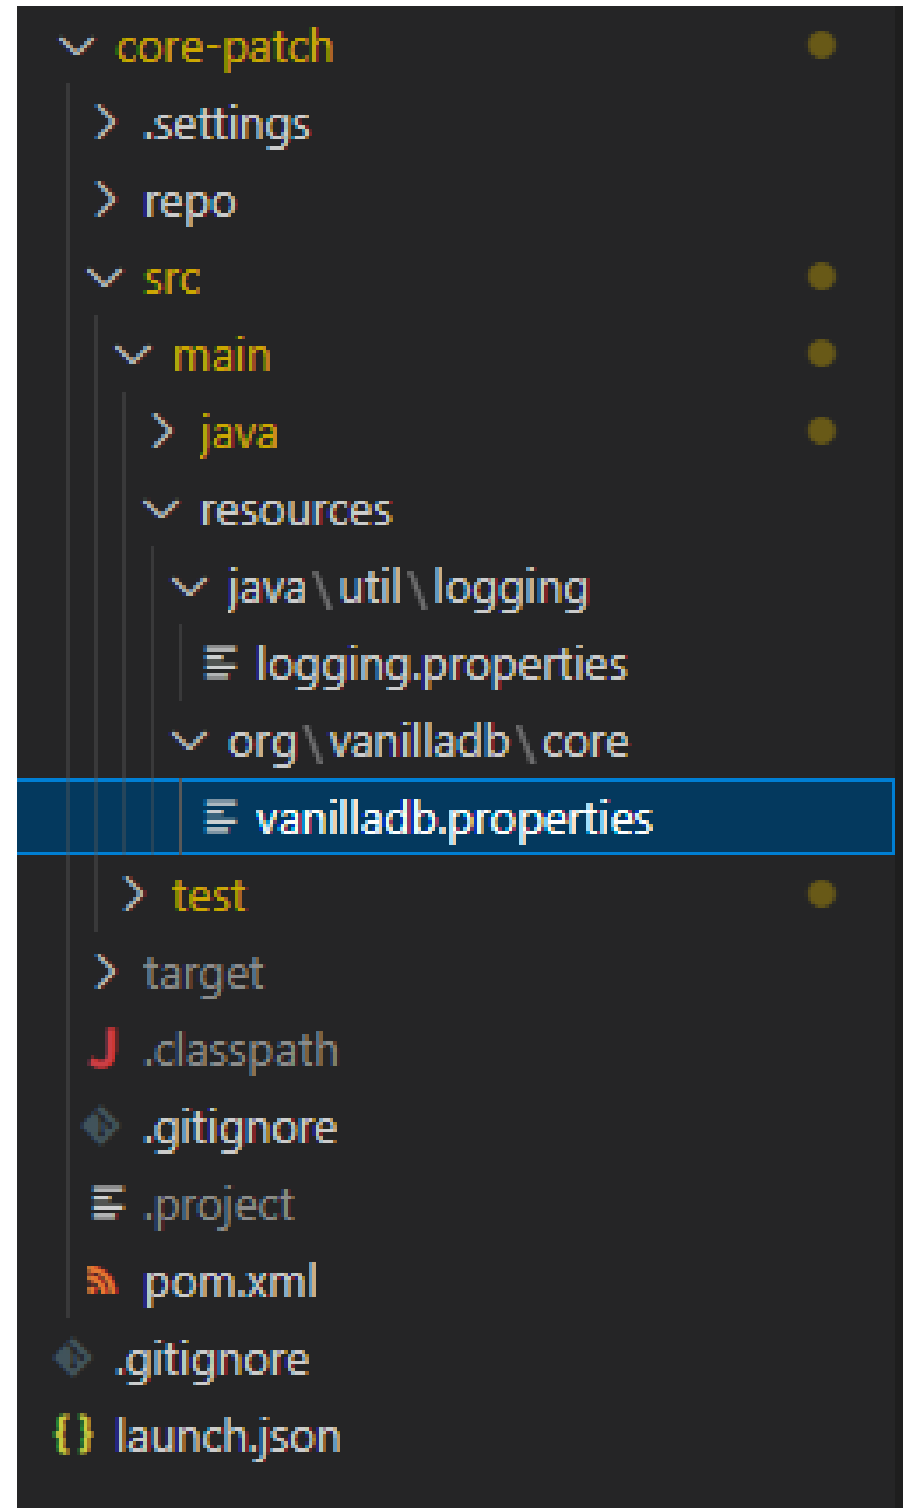 core-patch
.settings
repo
src
main
java
resources
java\util\logging
logging.properties
org\vanilladb\core
vanilladb.properties
test
target
.classpath
.gitignore
.project
pom.xml
.gitignore
launch.json